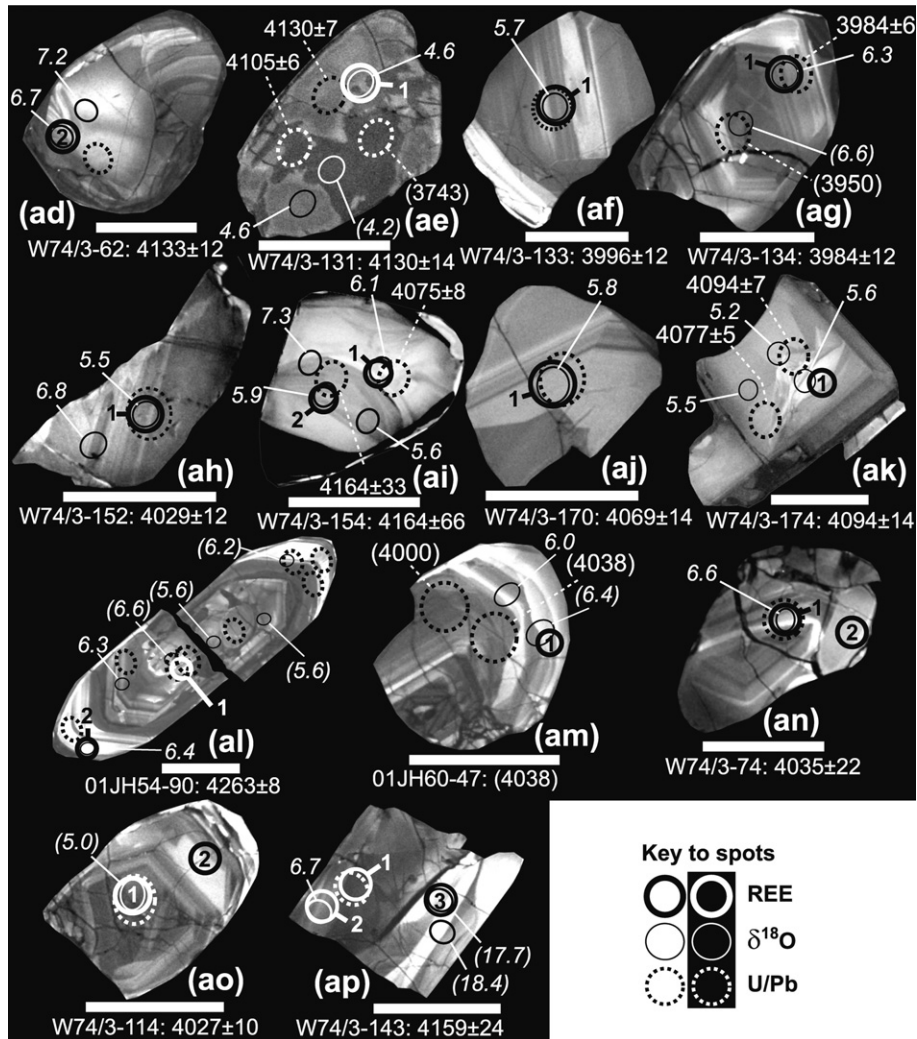 7.2
6.7
2
(ad)
W74/3-62: 4133±12
4130±7
4105±6
4.6
1
(3743)
(4.2)
4.6
(ae)
W74/3-131: 4130±14
5.7
1
(af)
W74/3-133: 3996±12
3984±6
6.3
1
(6.6)
(3950)
(ag)
W74/3-134: 3984±12
5.5
6.8
1
(ah)
W74/3-152: 4029±12
6.1
4075±8
7.3
1
5.9
2
5.6
(ai)
4164±33
W74/3-154: 4164±66
5.8
1
(aj)
W74/3-170: 4069±14
4094±7
5.2
5.6
4077±5
1
5.5
(ak)
W74/3-174: 4094±14
(6.2)
(5.6)
(6.6)
6.3
(5.6)
1
2
6.4
(al)
01JH54-90: 4263±8
(4000)
6.0
(4038)
(6.4)
1
(am)
01JH60-47: (4038)
6.6
1
2
(an)
W74/3-74: 4035±22
(5.0)
2
1
(ao)
W74/3-114: 4027±10
6.7
1
2
3
(17.7)
(18.4)
(ap)
W74/3-143: 4159±24
Key to spots
REE
δ¹⁸O
U/Pb